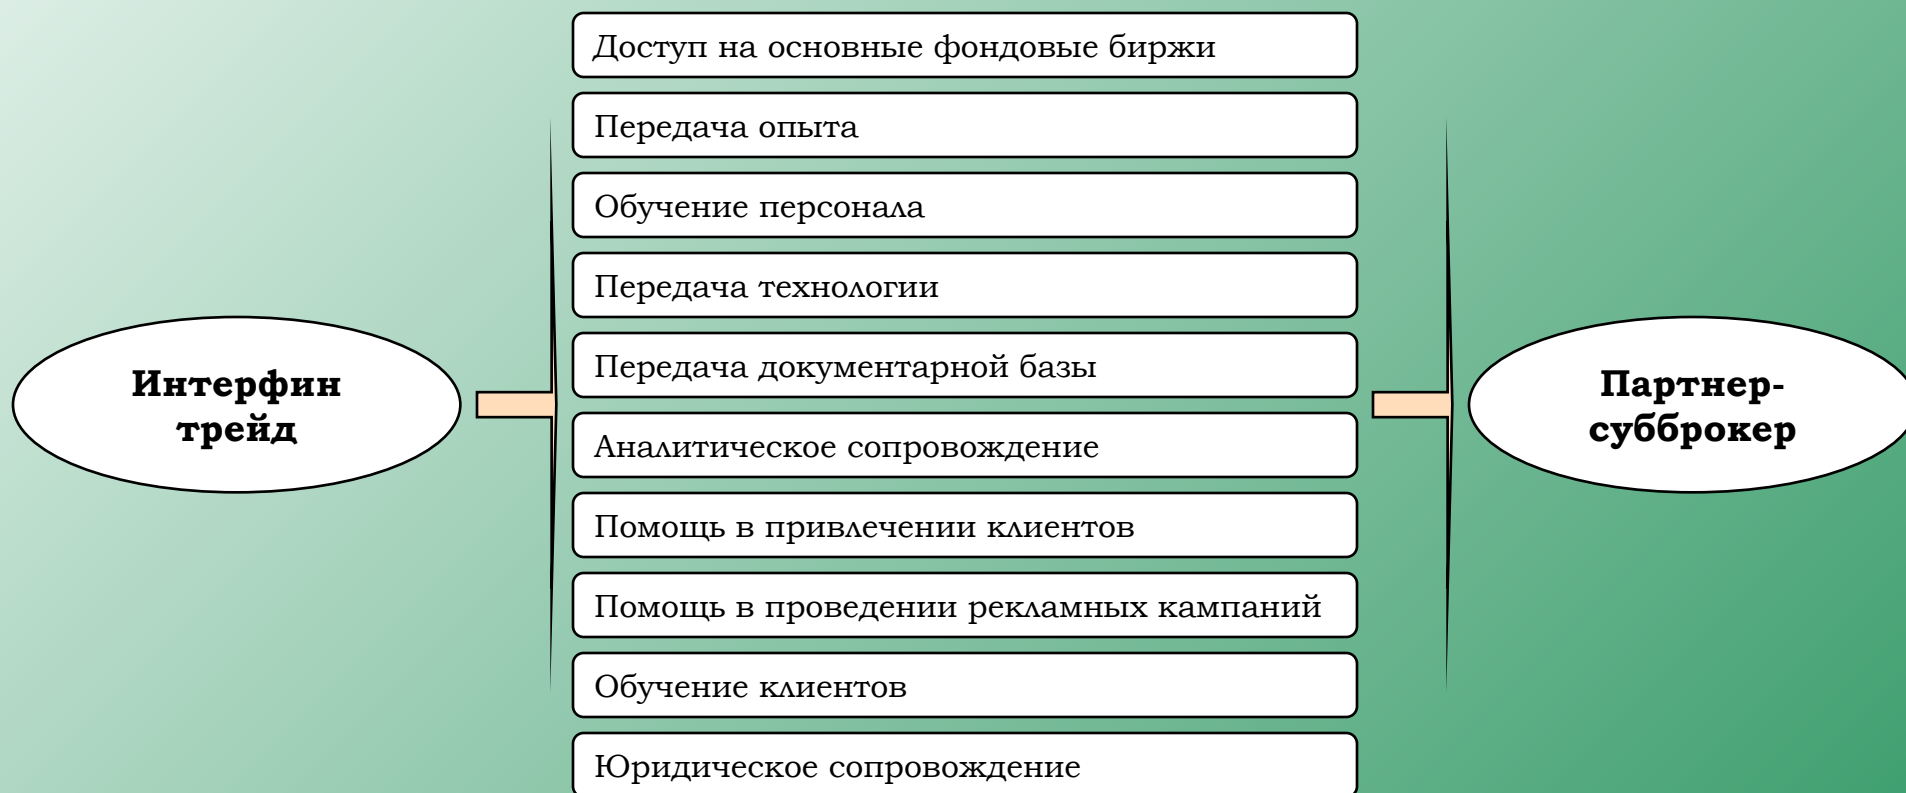 Интерфин
трейд
Доступ на основные фондовые биржи
Передача опыта
Обучение персонала
Передача технологии
Передача документарной базы
Аналитическое сопровождение
Помощь в привлечении клиентов
Помощь в проведении рекламных кампаний
Обучение клиентов
Юридическое сопровождение
Партнер-
субброкер